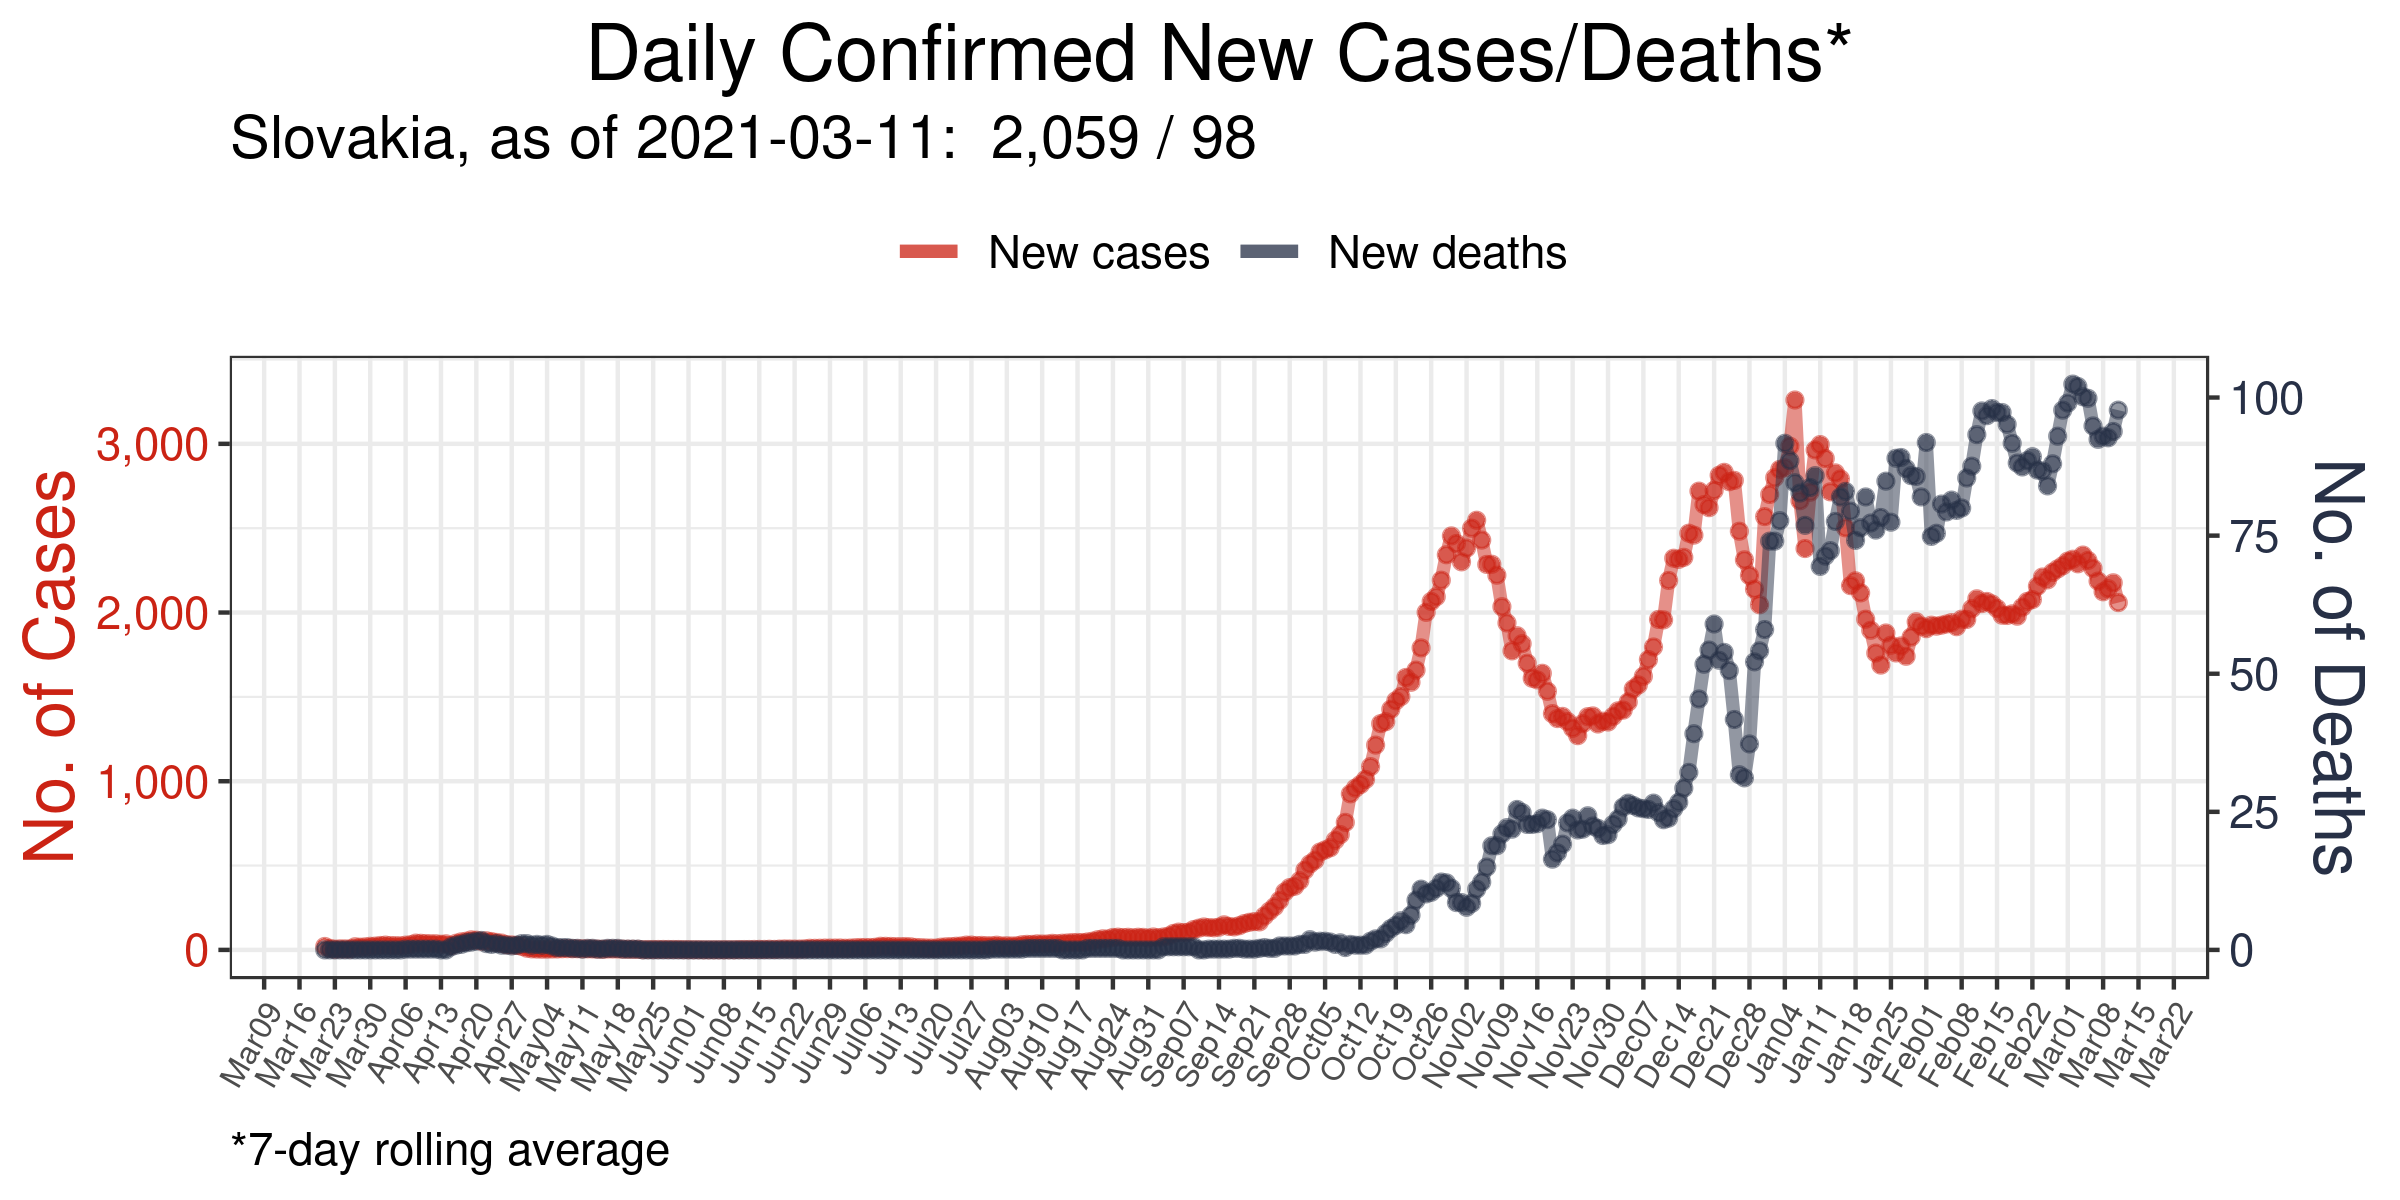 Daily Confirmed New Cases/Deaths*
Slovakia, as of 2021-03-11:  2,059 / 98
New cases
New deaths
No. of Cases
3,000
2,000
1,000
0
100
75
50
25
0
No. of Deaths
Mar09
Mar16
Mar23
Mar30
Apr06
Apr13
Apr20
Apr27
May04
May11
May18
May25
Jun01
Jun08
Jun15
Jun22
Jun29
Jul06
Jul13
Jul20
Jul27
Aug03
Aug10
Aug17
Aug24
Aug31
Sep07
Sep14
Sep21
Sep28
Oct05
Oct12
Oct19
Oct26
Nov02
Nov09
Nov16
Nov23
Nov30
Dec07
Dec14
Dec21
Dec28
Jan04
Jan11
Jan18
Jan25
Feb01
Feb08
Feb15
Feb22
Mar01
Mar08
Mar15
Mar22
*7-day rolling average